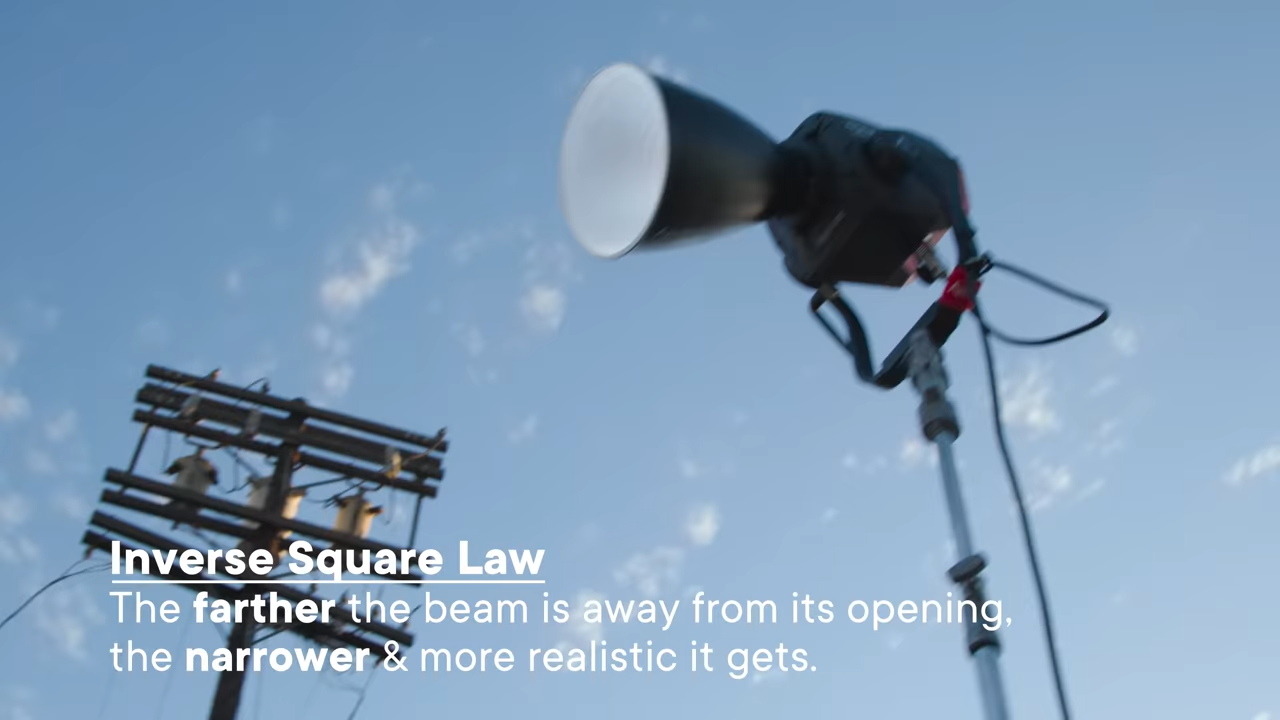 Inverse Square Law
The farther the beam is away from its opening,
the narrower & more realistic it gets.